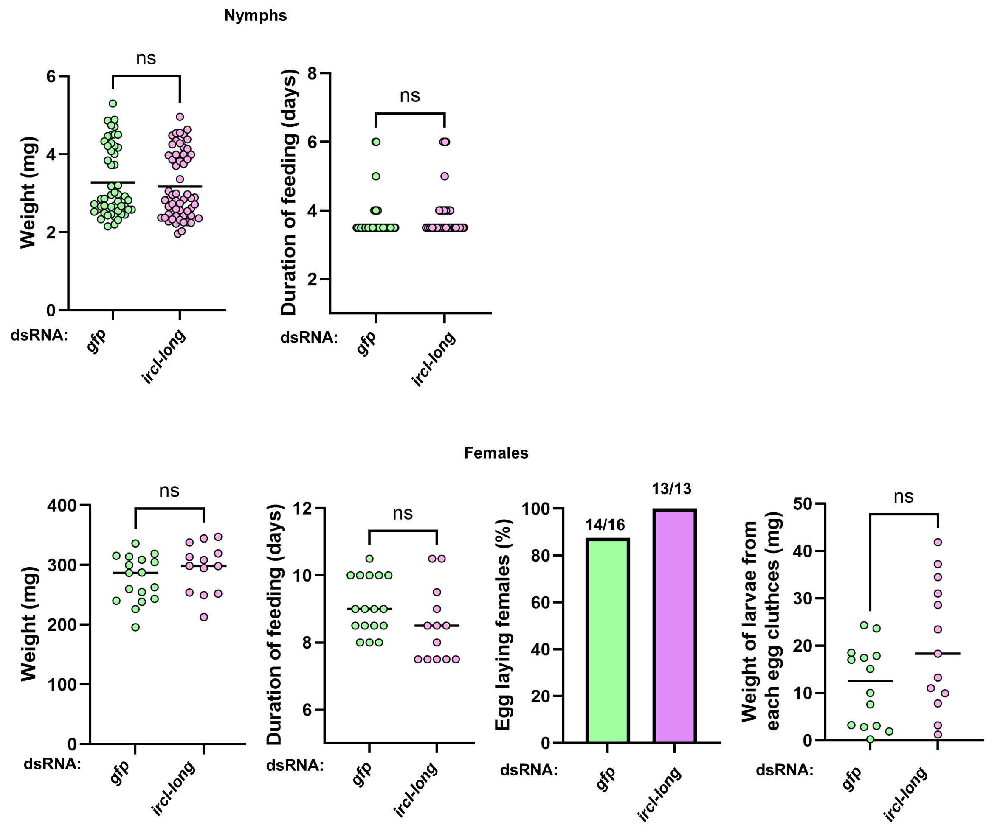 Nymphs
ns
6
4
2
0
Weight (mg)
dsRNA:
gfp
ircl-long
ns
8
6
4
2
Duration of feeding (days)
dsRNA:
gfp
ircl-long
Females
ns
400
300
200
100
0
Weight (mg)
dsRNA:
gfp
ircl-long
ns
12
10
8
6
Duration of feeding (days)
dsRNA:
gfp
ircl-long
13/13
14/16
100
80
60
40
20
0
Egg laying females (%)
dsRNA:
gfp
ircl-long
ns
50
40
30
20
10
0
Weight of larvae from
each egg cluthces (mg)
dsRNA:
gfp
ircl-long